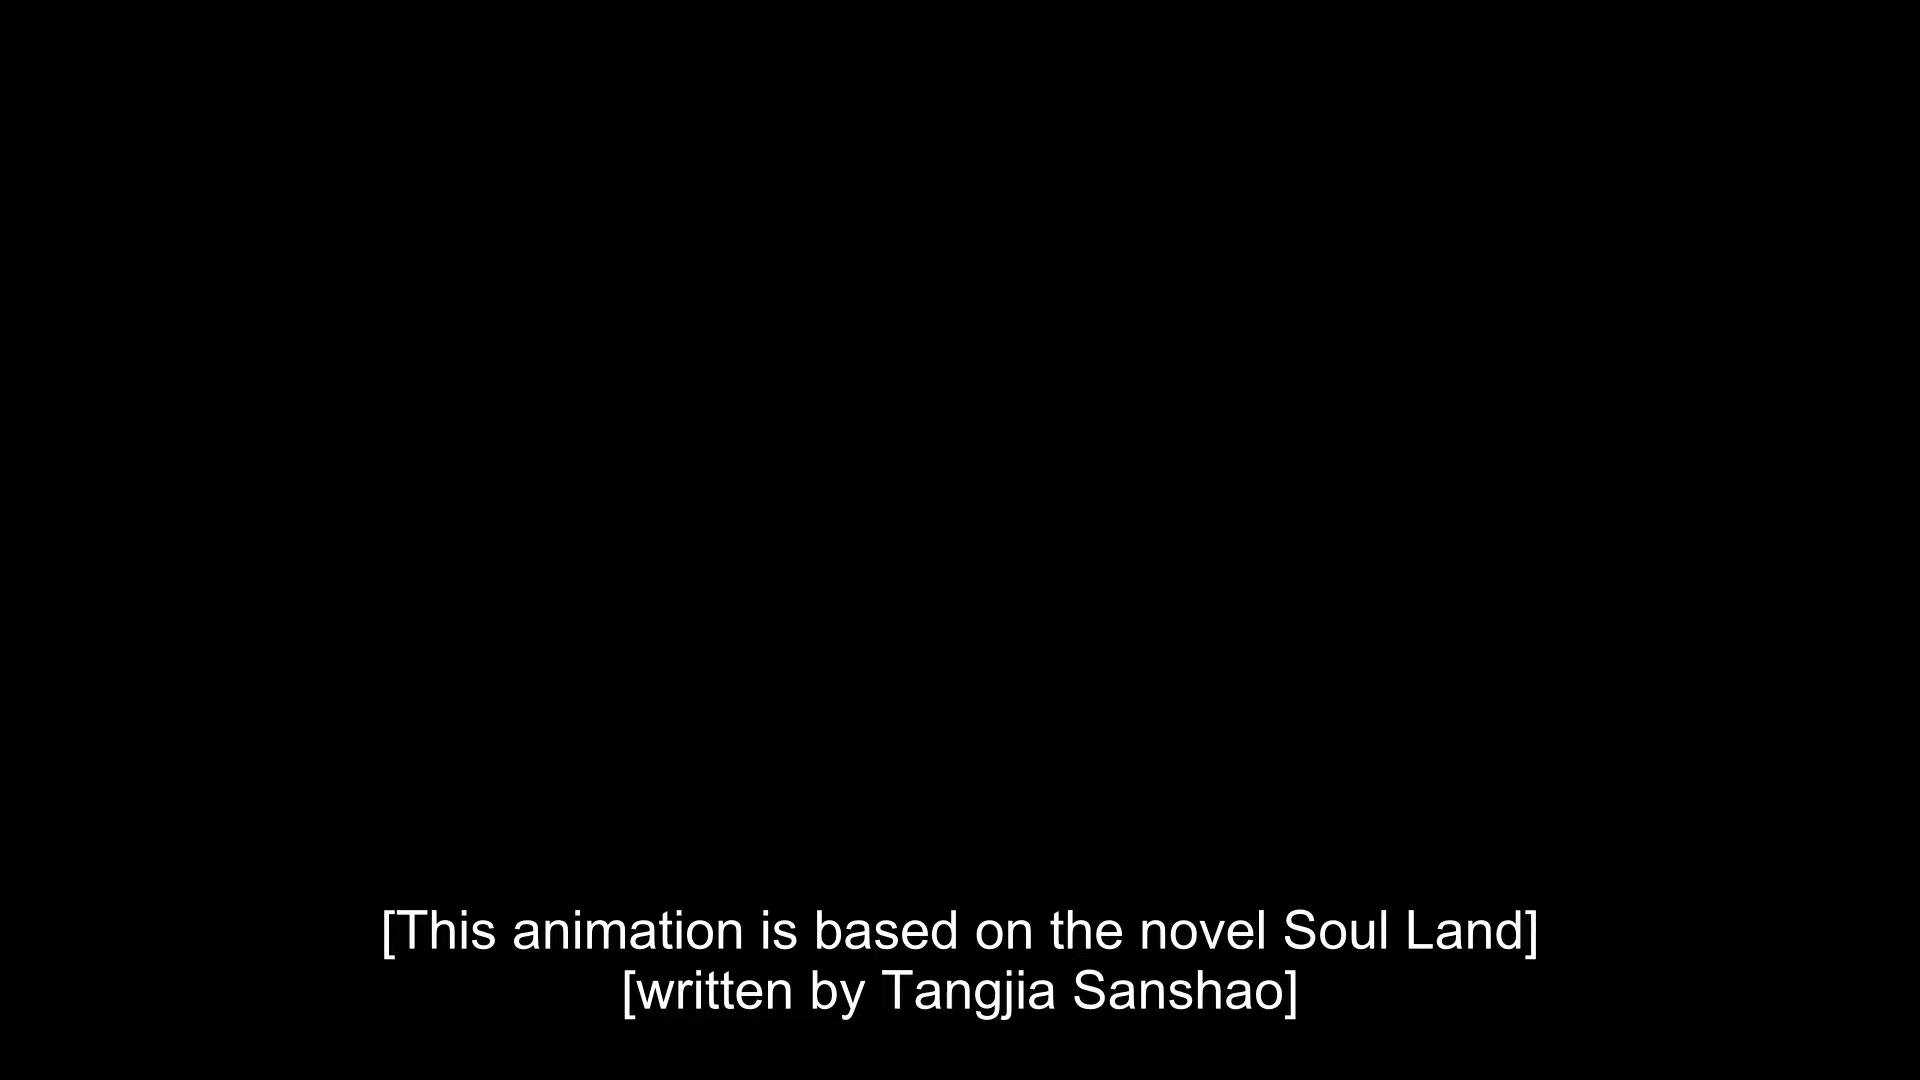 [This animation is based on the novel Soul Land]
[written by Tangjia Sanshao]